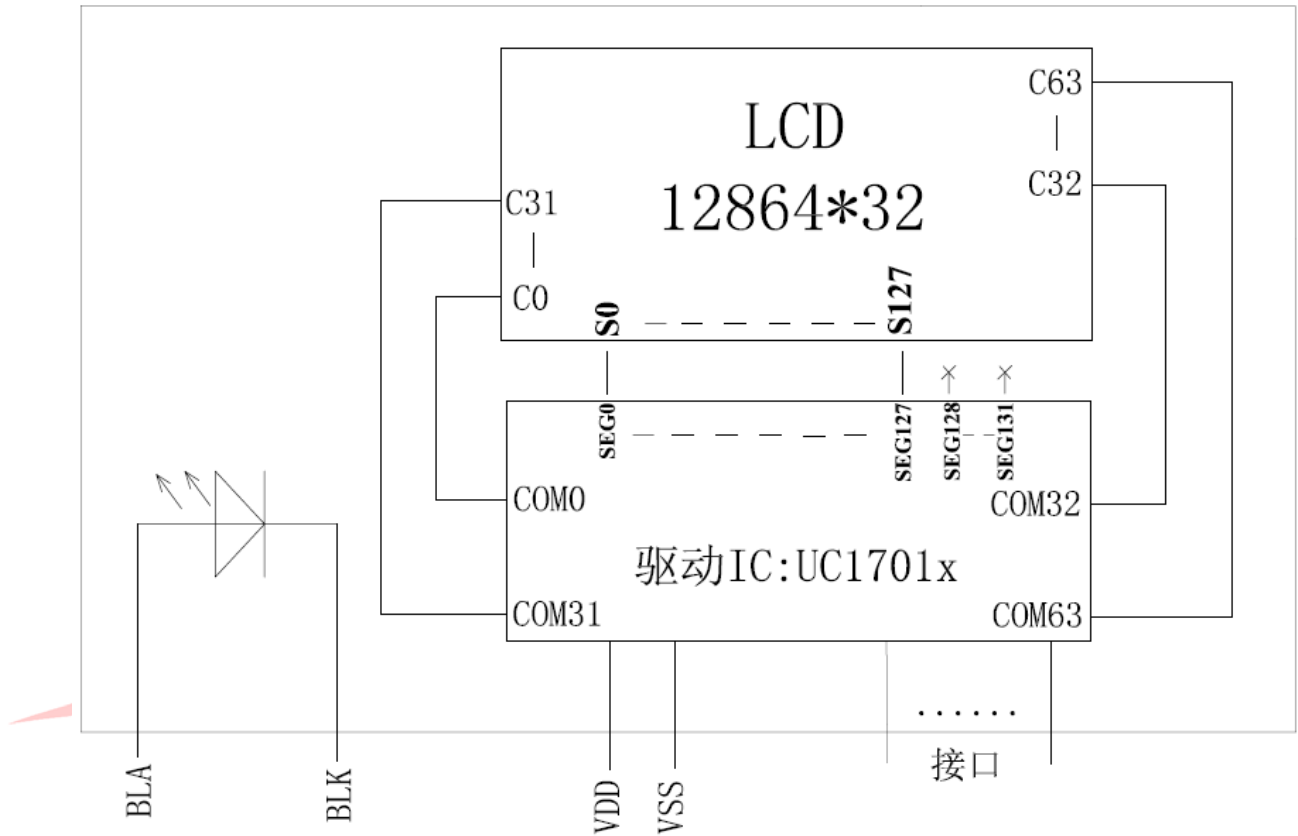 LCD
12864*32
C63
C32
C31
C0
S0
S127
SEG0
SEG127
SEG128
SEG131
COM0
COM32
驱动IC:UC1701x
COM31
COM63
......
接口
BLA
BLK
VDD
VSS